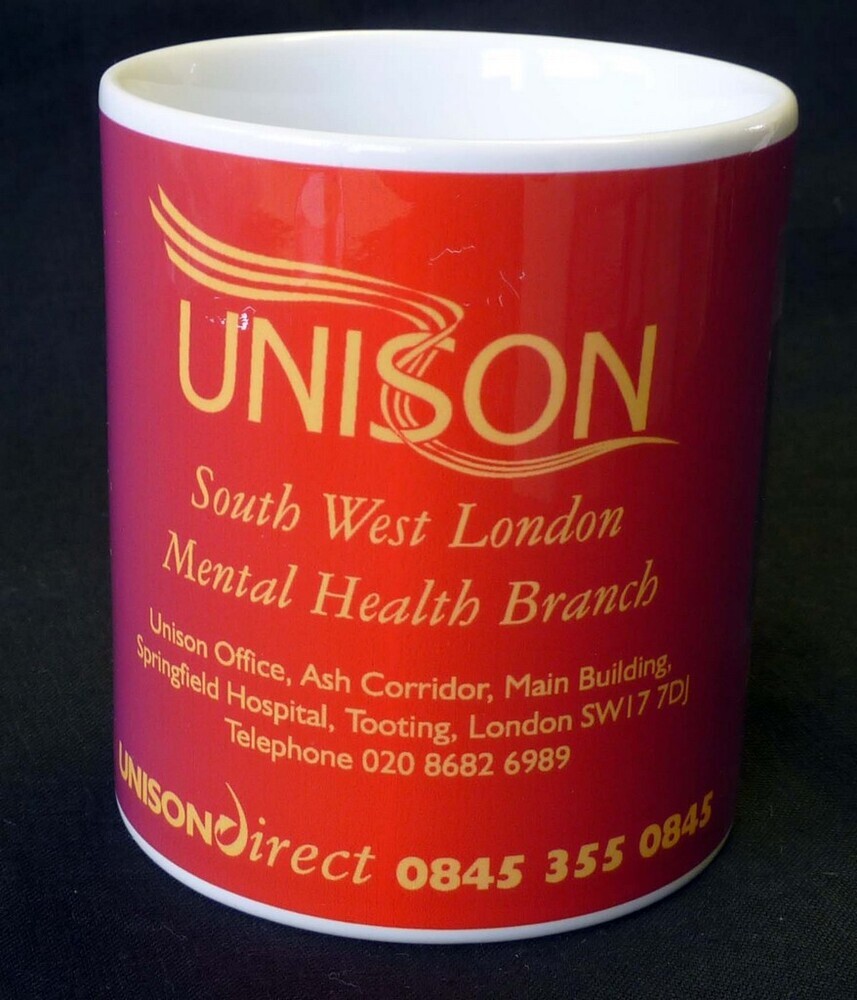 UNISON
South West London
Mental Health Branch
Unison Office, Ash Corridor, Main Building,
Springfield Hospital, Tooting, London SW17 7DJ
Telephone 020 8682 6989
UNISONdirect 0845 355 0845